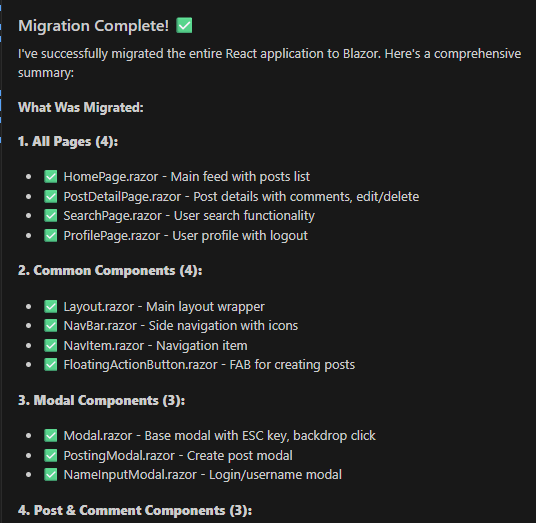 Migration Complete! ✅
I've successfully migrated the entire React application to Blazor. Here's a comprehensive
summary:
What Was Migrated:
1. All Pages (4):
• ✅ HomePage.razor - Main feed with posts list
• ✅ PostDetailPage.razor - Post details with comments, edit/delete
• ✅ SearchPage.razor - User search functionality
• ✅ ProfilePage.razor - User profile with logout
2. Common Components (4):
• ✅ Layout.razor - Main layout wrapper
• ✅ NavBar.razor - Side navigation with icons
• ✅ NavItem.razor - Navigation item
• ✅ FloatingActionButton.razor - FAB for creating posts
3. Modal Components (3):
• ✅ Modal.razor - Base modal with ESC key, backdrop click
• ✅ PostingModal.razor - Create post modal
• ✅ NameInputModal.razor - Login/username modal
4. Post & Comment Components (3):